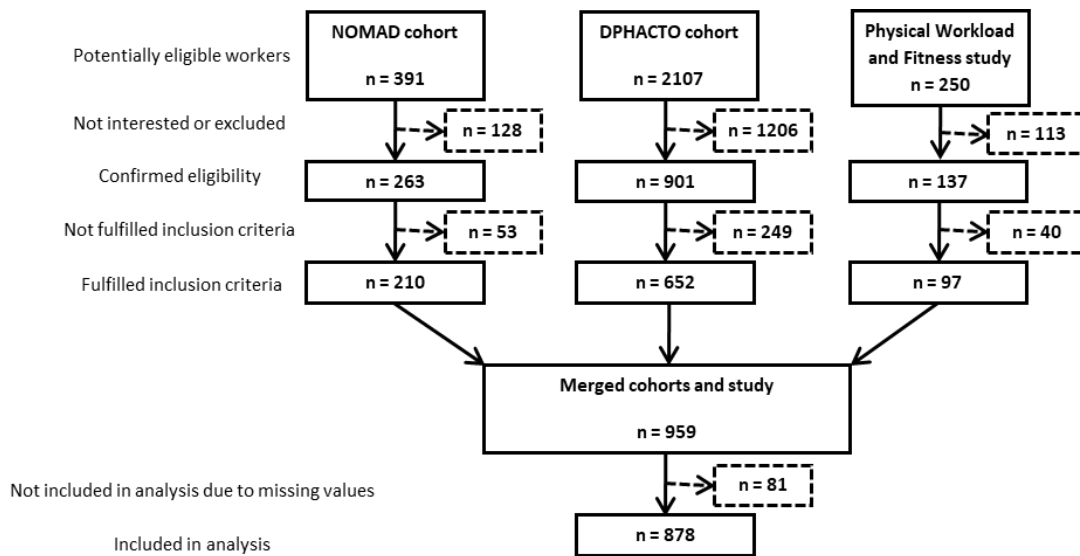 Potentially eligible workers
NOMAD cohort
n = 391
DPHACTO cohort
n = 2107
Physical Workload
and Fitness study
n = 250
Not interested or excluded
n = 128
n = 1206
n = 113
Confirmed eligibility
n = 263
n = 901
n = 137
Not fulfilled inclusion criteria
n = 53
n = 249
n = 40
Fulfilled inclusion criteria
n = 210
n = 652
n = 97
Merged cohorts and study
n = 959
Not included in analysis due to missing values
n = 81
Included in analysis
n = 878